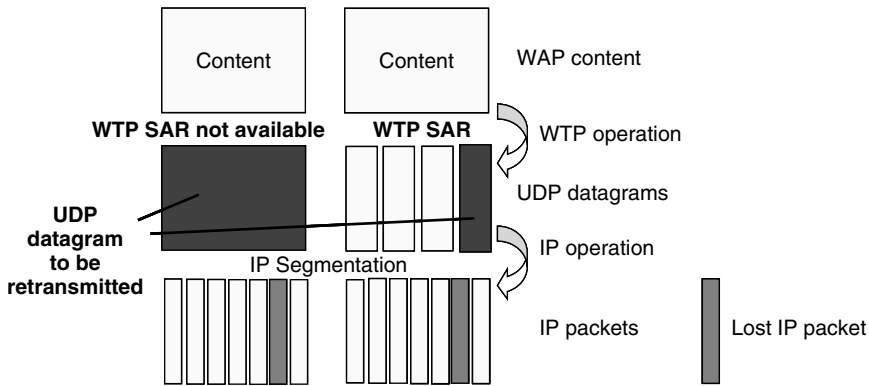 Content
Content
WAP content
WTP SAR not available
WTP SAR
WTP operation
UDP datagrams
UDP
datagram
to be
retransmitted
IP operation
IP Segmentation
IP packets
Lost IP packet